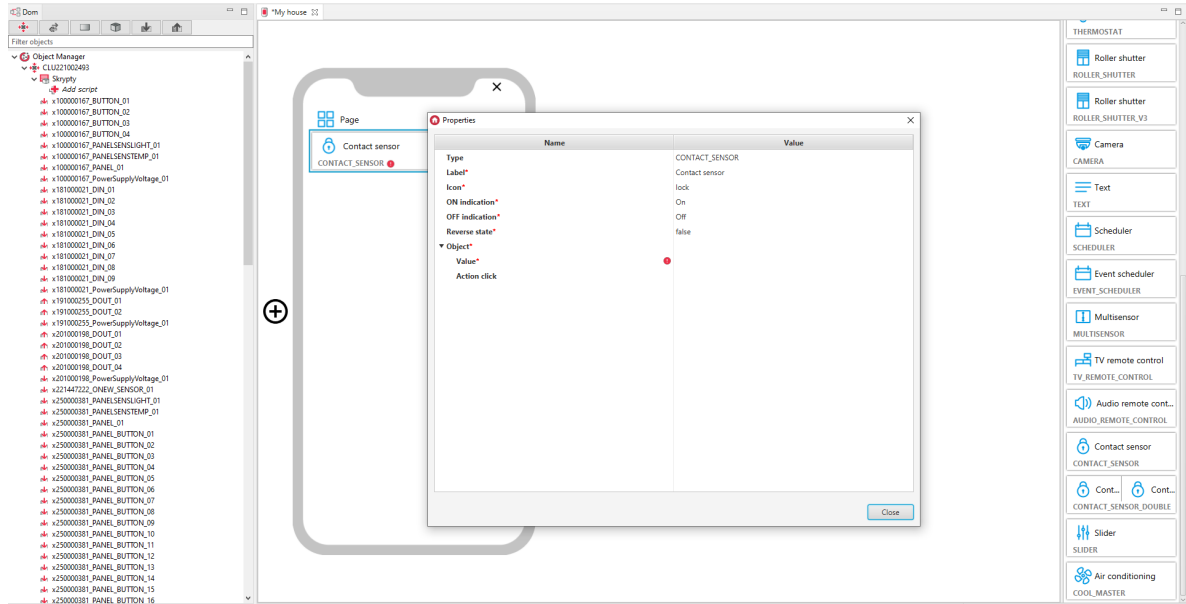 Dom
Filter objects
Object Manager
CLU221002493
Skrypty
Add script
x100000167_BUTTON_01
x100000167_BUTTON_02
x100000167_BUTTON_03
x100000167_BUTTON_04
x100000167_PANELSENSLIGHT_01
x100000167_PANELSENSTEMP_01
x100000167_PANEL_01
x100000167_PowerSupplyVoltage_01
x181000021_DIN_01
x181000021_DIN_02
x181000021_DIN_03
x181000021_DIN_04
x181000021_DIN_05
x181000021_DIN_06
x181000021_DIN_07
x181000021_DIN_08
x181000021_DIN_09
x181000021_PowerSupplyVoltage_01
x191000255_DOUT_01
x191000255_DOUT_02
x191000255_PowerSupplyVoltage_01
x201000198_DOUT_01
x201000198_DOUT_02
x201000198_DOUT_03
x201000198_DOUT_04
x201000198_PowerSupplyVoltage_01
x221447222_ONEW_SENSOR_01
x250000381_PANELSENSLIGHT_01
x250000381_PANELSENSTEMP_01
x250000381_PANEL_01
x250000381_PANEL_BUTTON_01
x250000381_PANEL_BUTTON_02
x250000381_PANEL_BUTTON_03
x250000381_PANEL_BUTTON_04
x250000381_PANEL_BUTTON_05
x250000381_PANEL_BUTTON_06
x250000381_PANEL_BUTTON_07
x250000381_PANEL_BUTTON_08
x250000381_PANEL_BUTTON_09
x250000381_PANEL_BUTTON_10
x250000381_PANEL_BUTTON_11
x250000381_PANEL_BUTTON_12
x250000381_PANEL_BUTTON_13
x250000381_PANEL_BUTTON_14
x250000381_PANEL_BUTTON_15
x250000381_PANEL_BUTTON_16
*My house
Page
Contact sensor
CONTACT_SENSOR
Properties
Name Value
Type CONTACT_SENSOR
Label* Contact sensor
Icon* lock
ON indication* On
OFF indication* Off
Reverse state* false
Object*
Value*
Action click
Close
THERMOSTAT
Roller shutter
ROLLER_SHUTTER
Roller shutter
ROLLER_SHUTTER_V3
Camera
CAMERA
Text
TEXT
Scheduler
SCHEDULER
Event scheduler
EVENT_SCHEDULER
Multisensor
MULTISENSOR
TV remote control
TV_REMOTE_CONTROL
Audio remote cont...
AUDIO_REMOTE_CONTROL
Contact sensor
CONTACT_SENSOR
Cont... Cont...
CONTACT_SENSOR_DOUBLE
Slider
SLIDER
Air conditioning
COOL_MASTER